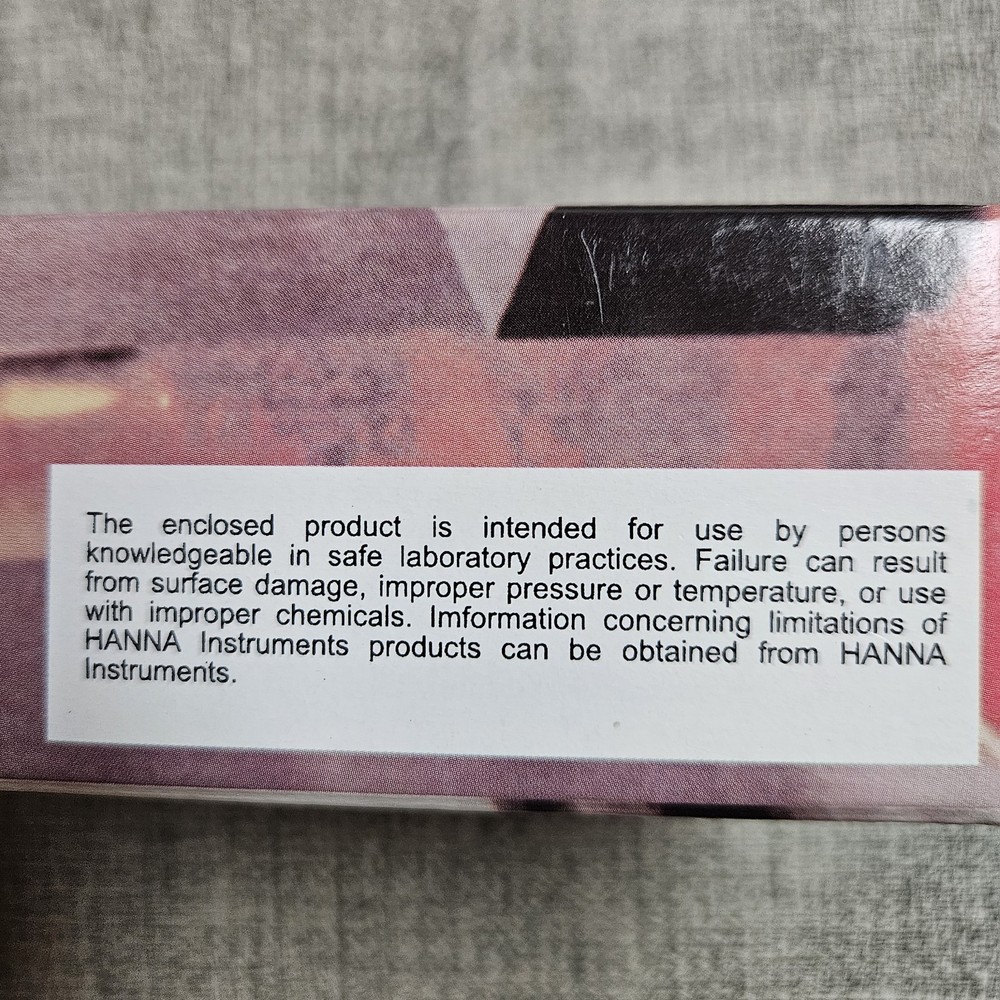 The enclosed product is intended for use by persons
knowledgeable in safe laboratory practices. Failure can result
from surface damage, improper pressure or temperature, or use
with improper chemicals. Imformation concerning limitations of
HANNA Instruments products can be obtained from HANNA
Instruments.